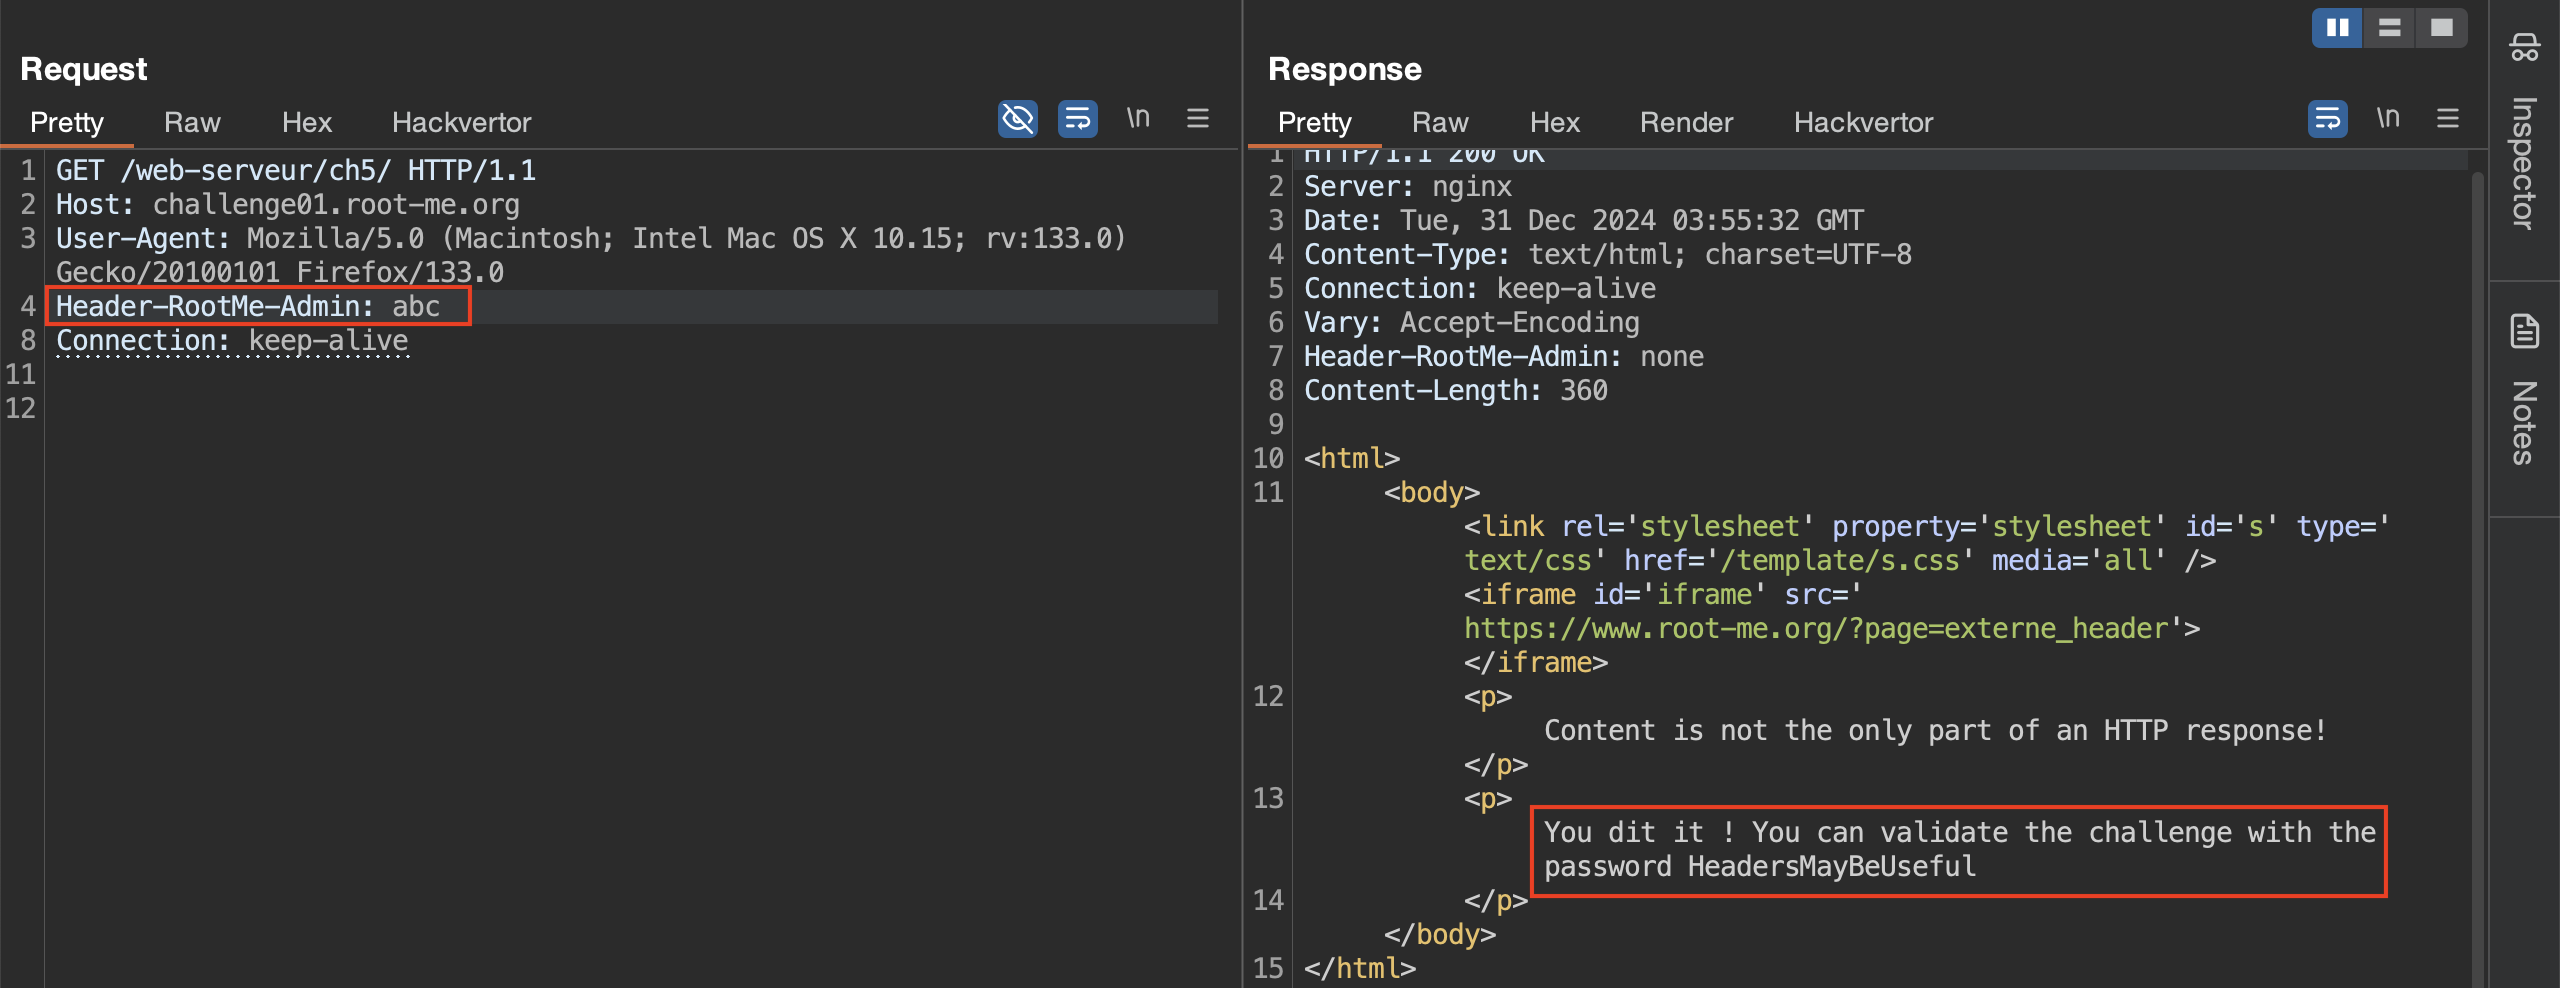 Request
Pretty Raw Hex Hackvertor \n
1 GET /web-serveur/ch5/ HTTP/1.1
2 Host: challenge01.root-me.org
3 User-Agent: Mozilla/5.0 (Macintosh; Intel Mac OS X 10.15; rv:133.0)
Gecko/20100101 Firefox/133.0
4 Header-RootMe-Admin: abc
8 Connection: keep-alive
11
12
Response
Pretty Raw Hex Render Hackvertor \n
1 HTTP/1.1 200 OK
2 Server: nginx
3 Date: Tue, 31 Dec 2024 03:55:32 GMT
4 Content-Type: text/html; charset=UTF-8
5 Connection: keep-alive
6 Vary: Accept-Encoding
7 Header-RootMe-Admin: none
8 Content-Length: 360
9
10 <html>
11 <body>
<link rel='stylesheet' property='stylesheet' id='s' type='
text/css' href='/template/s.css' media='all' />
<iframe id='iframe' src='
https://www.root-me.org/?page=externe_header'>
</iframe>
12 <p>
Content is not the only part of an HTTP response!
</p>
13 <p>
You dit it ! You can validate the challenge with the
password HeadersMayBeUseful
14 </p>
</body>
15 </html>
Inspector
Notes